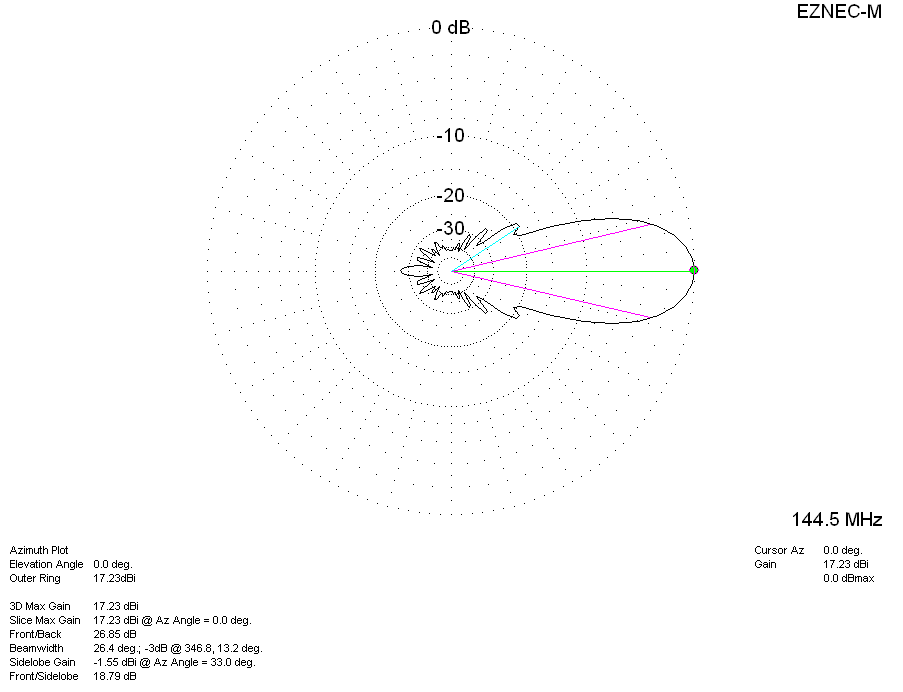 EZNEC-M
0 dB
-10
-20
-30
144.5 MHz
Azimuth Plot
Elevation Angle 0.0 deg.
Outer Ring 17.23dBi
Cursor Az 0.0 deg.
Gain 17.23 dBi
0.0 dBmax
3D Max Gain 17.23 dBi
Slice Max Gain 17.23 dBi @ Az Angle = 0.0 deg.
Front/Back 26.85 dB
Beamwidth 26.4 deg.; -3dB @ 346.8, 13.2 deg.
Sidelobe Gain -1.55 dBi @ Az Angle = 33.0 deg.
Front/Sidelobe 18.79 dB